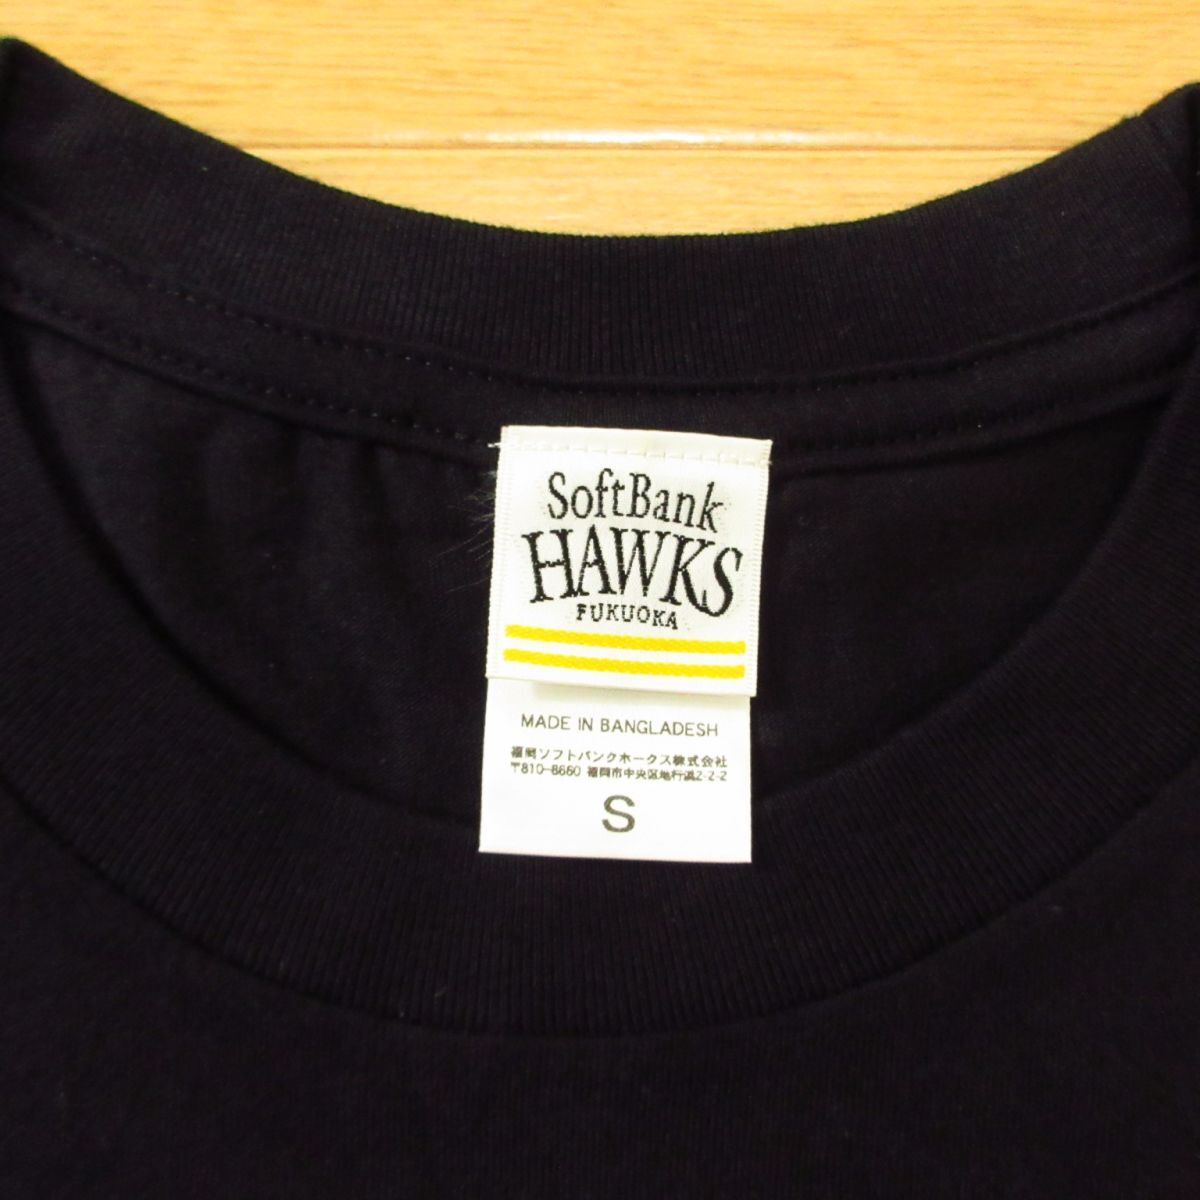 SoftBank
HAWKS
FUKUOKA
MADE IN BANGLADESH
福岡ソフトバンクホークス株式会社
〒810-8660 福岡市中央区地行浜2-2-2
S